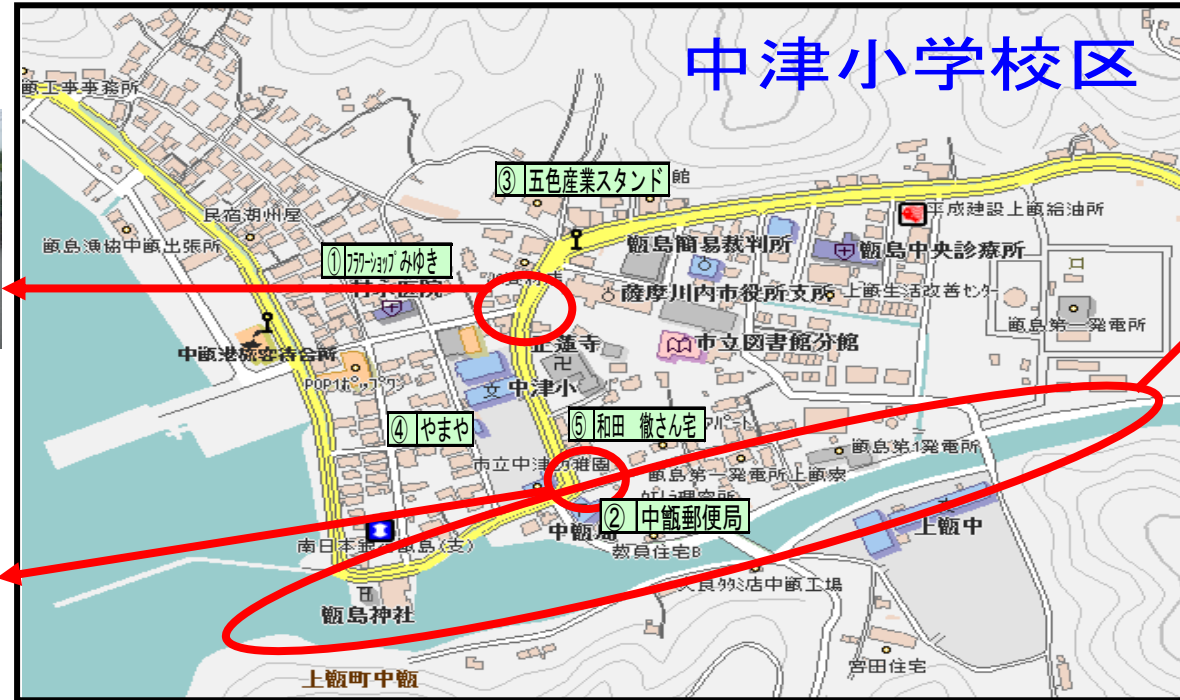 中津小学校区
甑工事事務所
③ 五色産業スタンド
館
平成建設上甑給油所
民宿湖州屋
甑島漁協中甑出張所
甑島簡易裁判所
甑島中央診療所
① フラワーショップ みゆき
薩摩川内市役所支所
上甑生活改善センター
甑島第一発電所
中甑港旅客待合所
正蓮寺
市立図書館分館
中津小
④ やまや
⑤ 和田 徹さん宅
アパート
甑島第1発電所
市立中津幼稚園
甑島第一発電所上甑寮
② 中甑郵便局
中甑局
上甑中
南日本銀行甑島(支)
教員住宅B
店中甑工場
甑島神社
宮田住宅
上甑町中甑